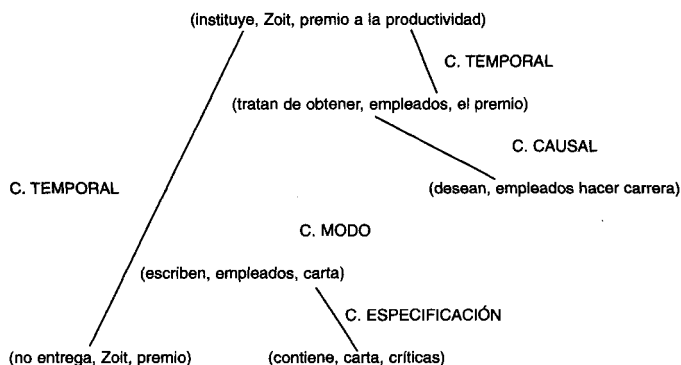 (instituye, Zoit, premio a la productividad)
C. TEMPORAL
(tratan de obtener, empleados, el premio)
C. CAUSAL
C. TEMPORAL
(desean, empleados hacer carrera)
C. MODO
(escriben, empleados, carta)
C. ESPECIFICACIÓN
(no entrega, Zoit, premio)
(contiene, carta, críticas)